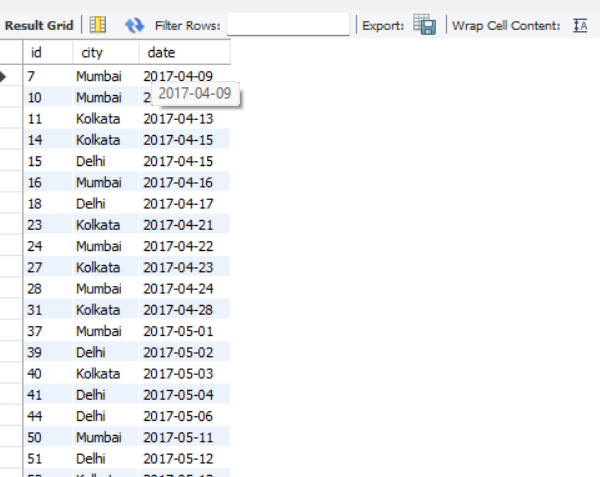 Result Grid Filter Rows: Export: Wrap Cell Content: IA
id city date
7 Mumbai 2017-04-09
10 Mumbai 2
2017-04-09
11 Kolkata 2017-04-13
14 Kolkata 2017-04-15
15 Delhi 2017-04-15
16 Mumbai 2017-04-16
18 Delhi 2017-04-17
23 Kolkata 2017-04-21
24 Mumbai 2017-04-22
27 Kolkata 2017-04-23
28 Mumbai 2017-04-24
31 Kolkata 2017-04-28
37 Mumbai 2017-05-01
39 Delhi 2017-05-02
40 Kolkata 2017-05-03
41 Delhi 2017-05-04
44 Delhi 2017-05-06
50 Mumbai 2017-05-11
51 Delhi 2017-05-12